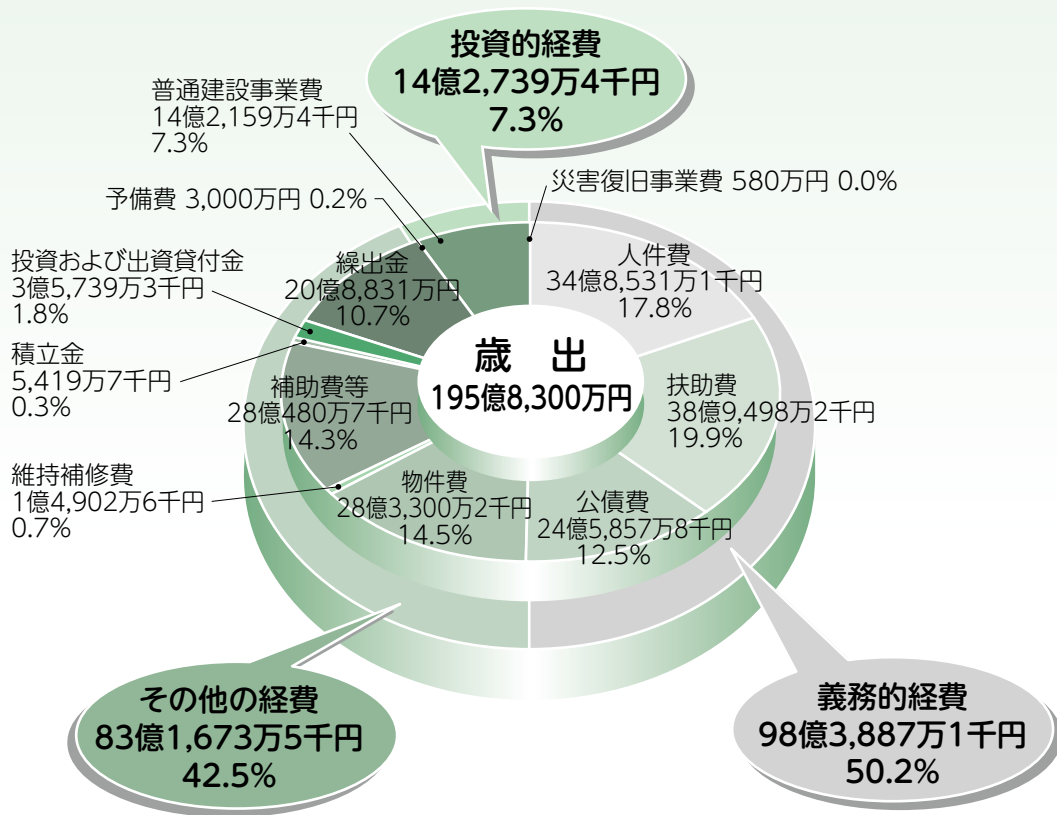 投資的経費
14億2,739万4千円
7.3%
普通建設事業費
14億2,159万4千円
7.3%
予備費 3,000万円 0.2%
災害復旧事業費 580万円 0.0%
投資および出資貸付金
3億5,739万3千円
1.8%
繰出金
20億8,831万円
10.7%
人件費
34億8,531万1千円
17.8%
歳 出
195億8,300万円
積立金
5,419万7千円
0.3%
補助費等
28億480万7千円
14.3%
扶助費
38億9,498万2千円
19.9%
維持補修費
1億4,902万6千円
0.7%
物件費
28億3,300万2千円
14.5%
公債費
24億5,857万8千円
12.5%
その他の経費
83億1,673万5千円
42.5%
義務的経費
98億3,887万1千円
50.2%